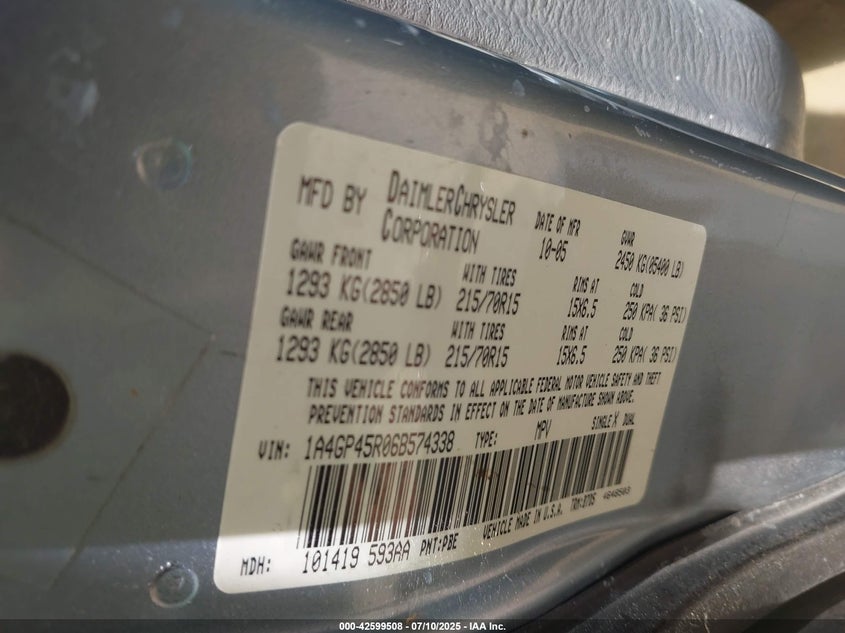 MFD BY DAIMLERCHRYSLER CORPORATION DATE OF MFR 10-05 GVWR 2450 KG(05400 LB)
GAWR FRONT WITH TIRES RIMS AT COLD
1293 KG(2850 LB) 215/70R15 15X6.5 250 KPA( 36 PSI)
GAWR REAR WITH TIRES RIMS AT COLD
1293 KG(2850 LB) 215/70R15 15X6.5 250 KPA( 36 PSI)
THIS VEHICLE CONFORMS TO ALL APPLICABLE FEDERAL MOTOR VEHICLE SAFETY AND THEFT
PREVENTION STANDARDS IN EFFECT ON THE DATE OF MANUFACTURE SHOWN ABOVE.
VIN: 1A4GP45R06B574338 TYPE: MPV SINGLE X DUAL
MDH: 101419 593AA PNT:PBE VEHICLE MADE IN U.S.A.
000-42599508 - 07/10/2025 - IAA Inc.